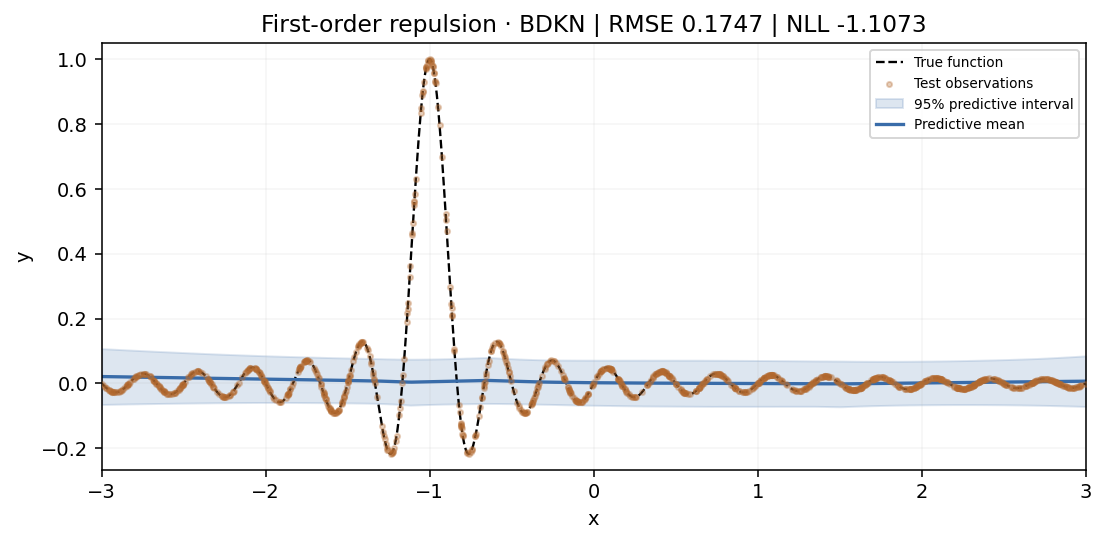 First-order repulsion · BDKN | RMSE 0.1747 | NLL -1.1073
True function
Test observations
95% predictive interval
Predictive mean
y
1.0
0.8
0.6
0.4
0.2
0.0
−0.2
−3
−2
−1
0
1
2
3
x